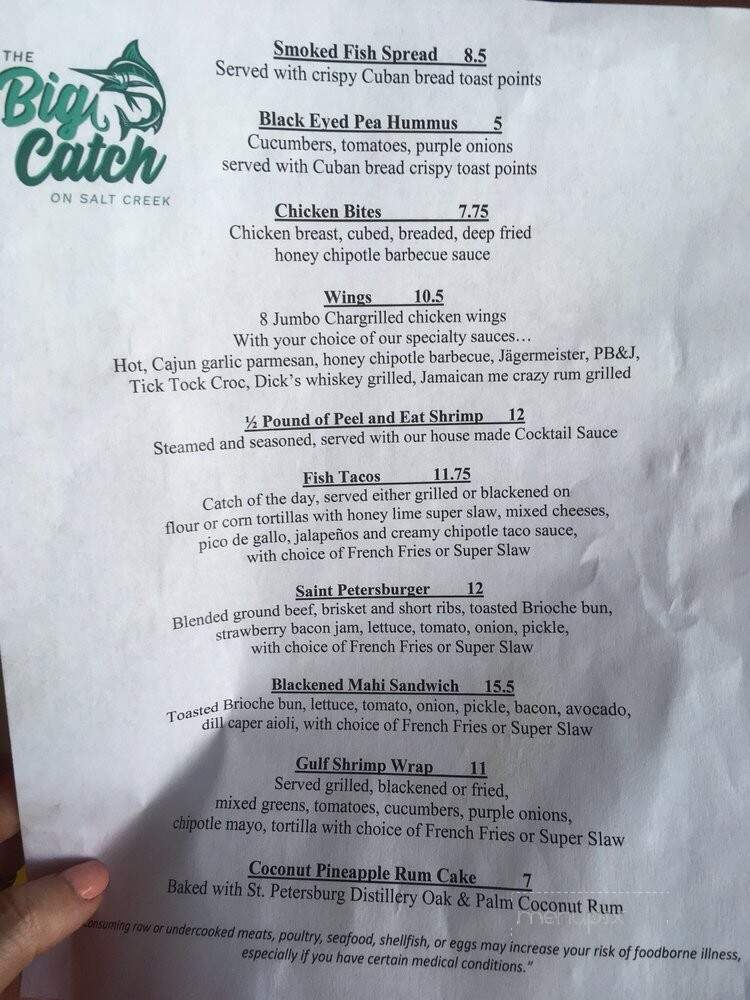 THE
Big
Catch
ON SALT CREEK
Smoked Fish Spread 8.5
Served with crispy Cuban bread toast points
Black Eyed Pea Hummus 5
Cucumbers, tomatoes, purple onions
served with Cuban bread crispy toast points
Chicken Bites 7.75
Chicken breast, cubed, breaded, deep fried
honey chipotle barbecue sauce
Wings 10.5
8 Jumbo Chargrilled chicken wings
With your choice of our specialty sauces…
Hot, Cajun garlic parmesan, honey chipotle barbecue, Jägermeister, PB&J,
Tick Tock Croc, Dick's whiskey grilled, Jamaican me crazy rum grilled
½ Pound of Peel and Eat Shrimp 12
Steamed and seasoned, served with our house made Cocktail Sauce
Fish Tacos 11.75
Catch of the day, served either grilled or blackened on
flour or corn tortillas with honey lime super slaw, mixed cheeses,
pico de gallo, jalapeños and creamy chipotle taco sauce,
with choice of French Fries or Super Slaw
Saint Petersburger 12
Blended ground beef, brisket and short ribs, toasted Brioche bun,
strawberry bacon jam, lettuce, tomato, onion, pickle,
with choice of French Fries or Super Slaw
Blackened Mahi Sandwich 15.5
Toasted Brioche bun, lettuce, tomato, onion, pickle, bacon, avocado,
dill caper aioli, with choice of French Fries or Super Slaw
Gulf Shrimp Wrap 11
Served grilled, blackened or fried,
mixed greens, tomatoes, cucumbers, purple onions,
chipotle mayo, tortilla with choice of French Fries or Super Slaw
Coconut Pineapple Rum Cake 7
Baked with St. Petersburg Distillery Oak & Palm Coconut Rum
menupix
consuming raw or undercooked meats, poultry, seafood, shellfish, or eggs may increase your risk of foodborne illness,
especially if you have certain medical conditions."